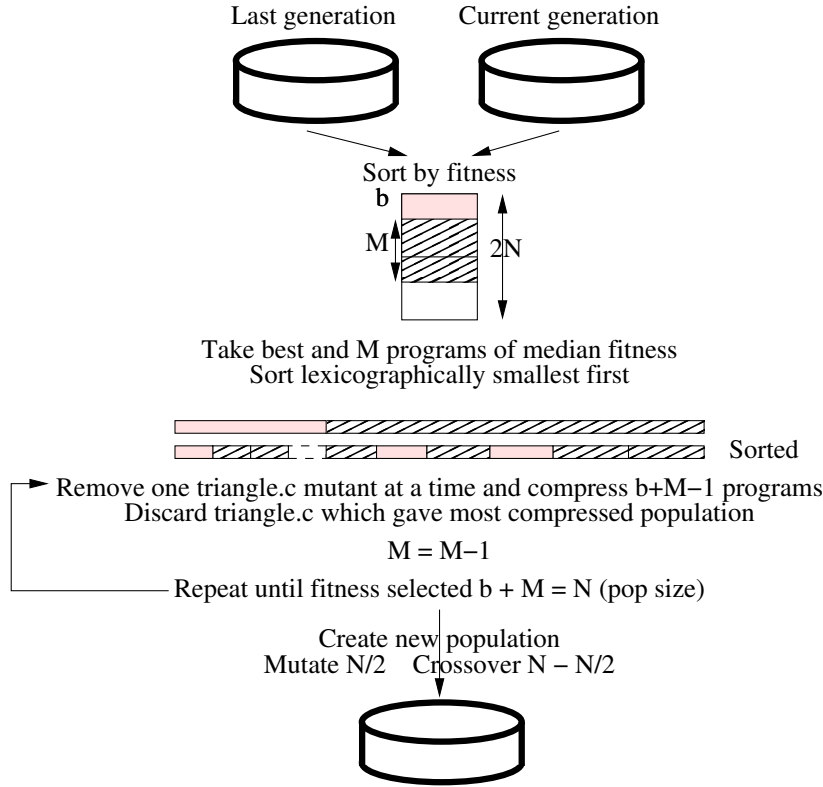 Last generation
Current generation
Sort by fitness
b
M
2N
Take best and M programs of median fitness
Sort lexicographically smallest first
Sorted
Remove one triangle.c mutant at a time and compress b+M−1 programs
Discard triangle.c which gave most compressed population
M = M−1
Repeat until fitness selected b + M = N (pop size)
Create new population
Mutate N/2 Crossover N − N/2